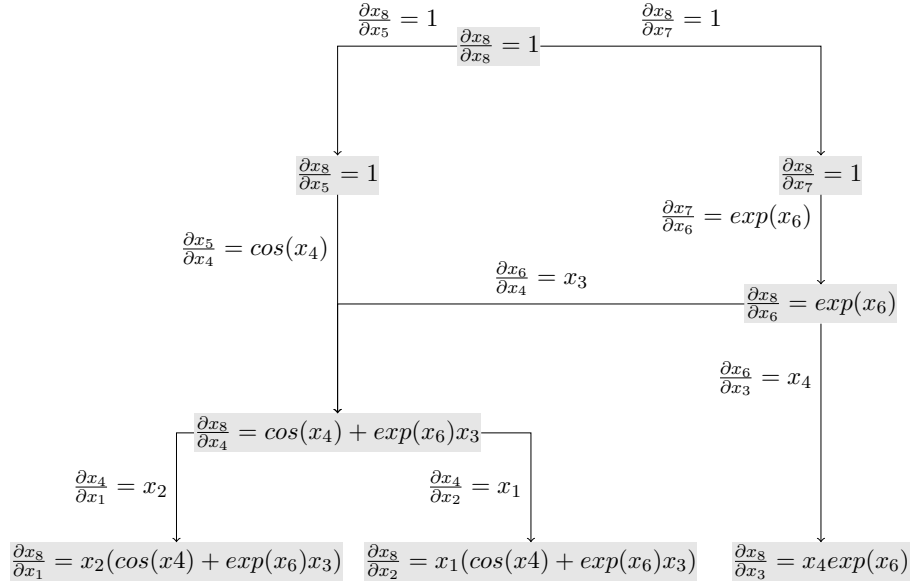 ∂x₈/∂x₅ = 1
∂x₈/∂x₇ = 1
∂x₈/∂x₈ = 1
∂x₈/∂x₅ = 1
∂x₈/∂x₇ = 1
∂x₇/∂x₆ = exp(x₆)
∂x₅/∂x₄ = cos(x₄)
∂x₆/∂x₄ = x₃
∂x₈/∂x₆ = exp(x₆)
∂x₆/∂x₃ = x₄
∂x₈/∂x₄ = cos(x₄) + exp(x₆)x₃
∂x₄/∂x₁ = x₂
∂x₄/∂x₂ = x₁
∂x₈/∂x₁ = x₂(cos(x4) + exp(x₆)x₃)
∂x₈/∂x₂ = x₁(cos(x4) + exp(x₆)x₃)
∂x₈/∂x₃ = x₄exp(x₆)